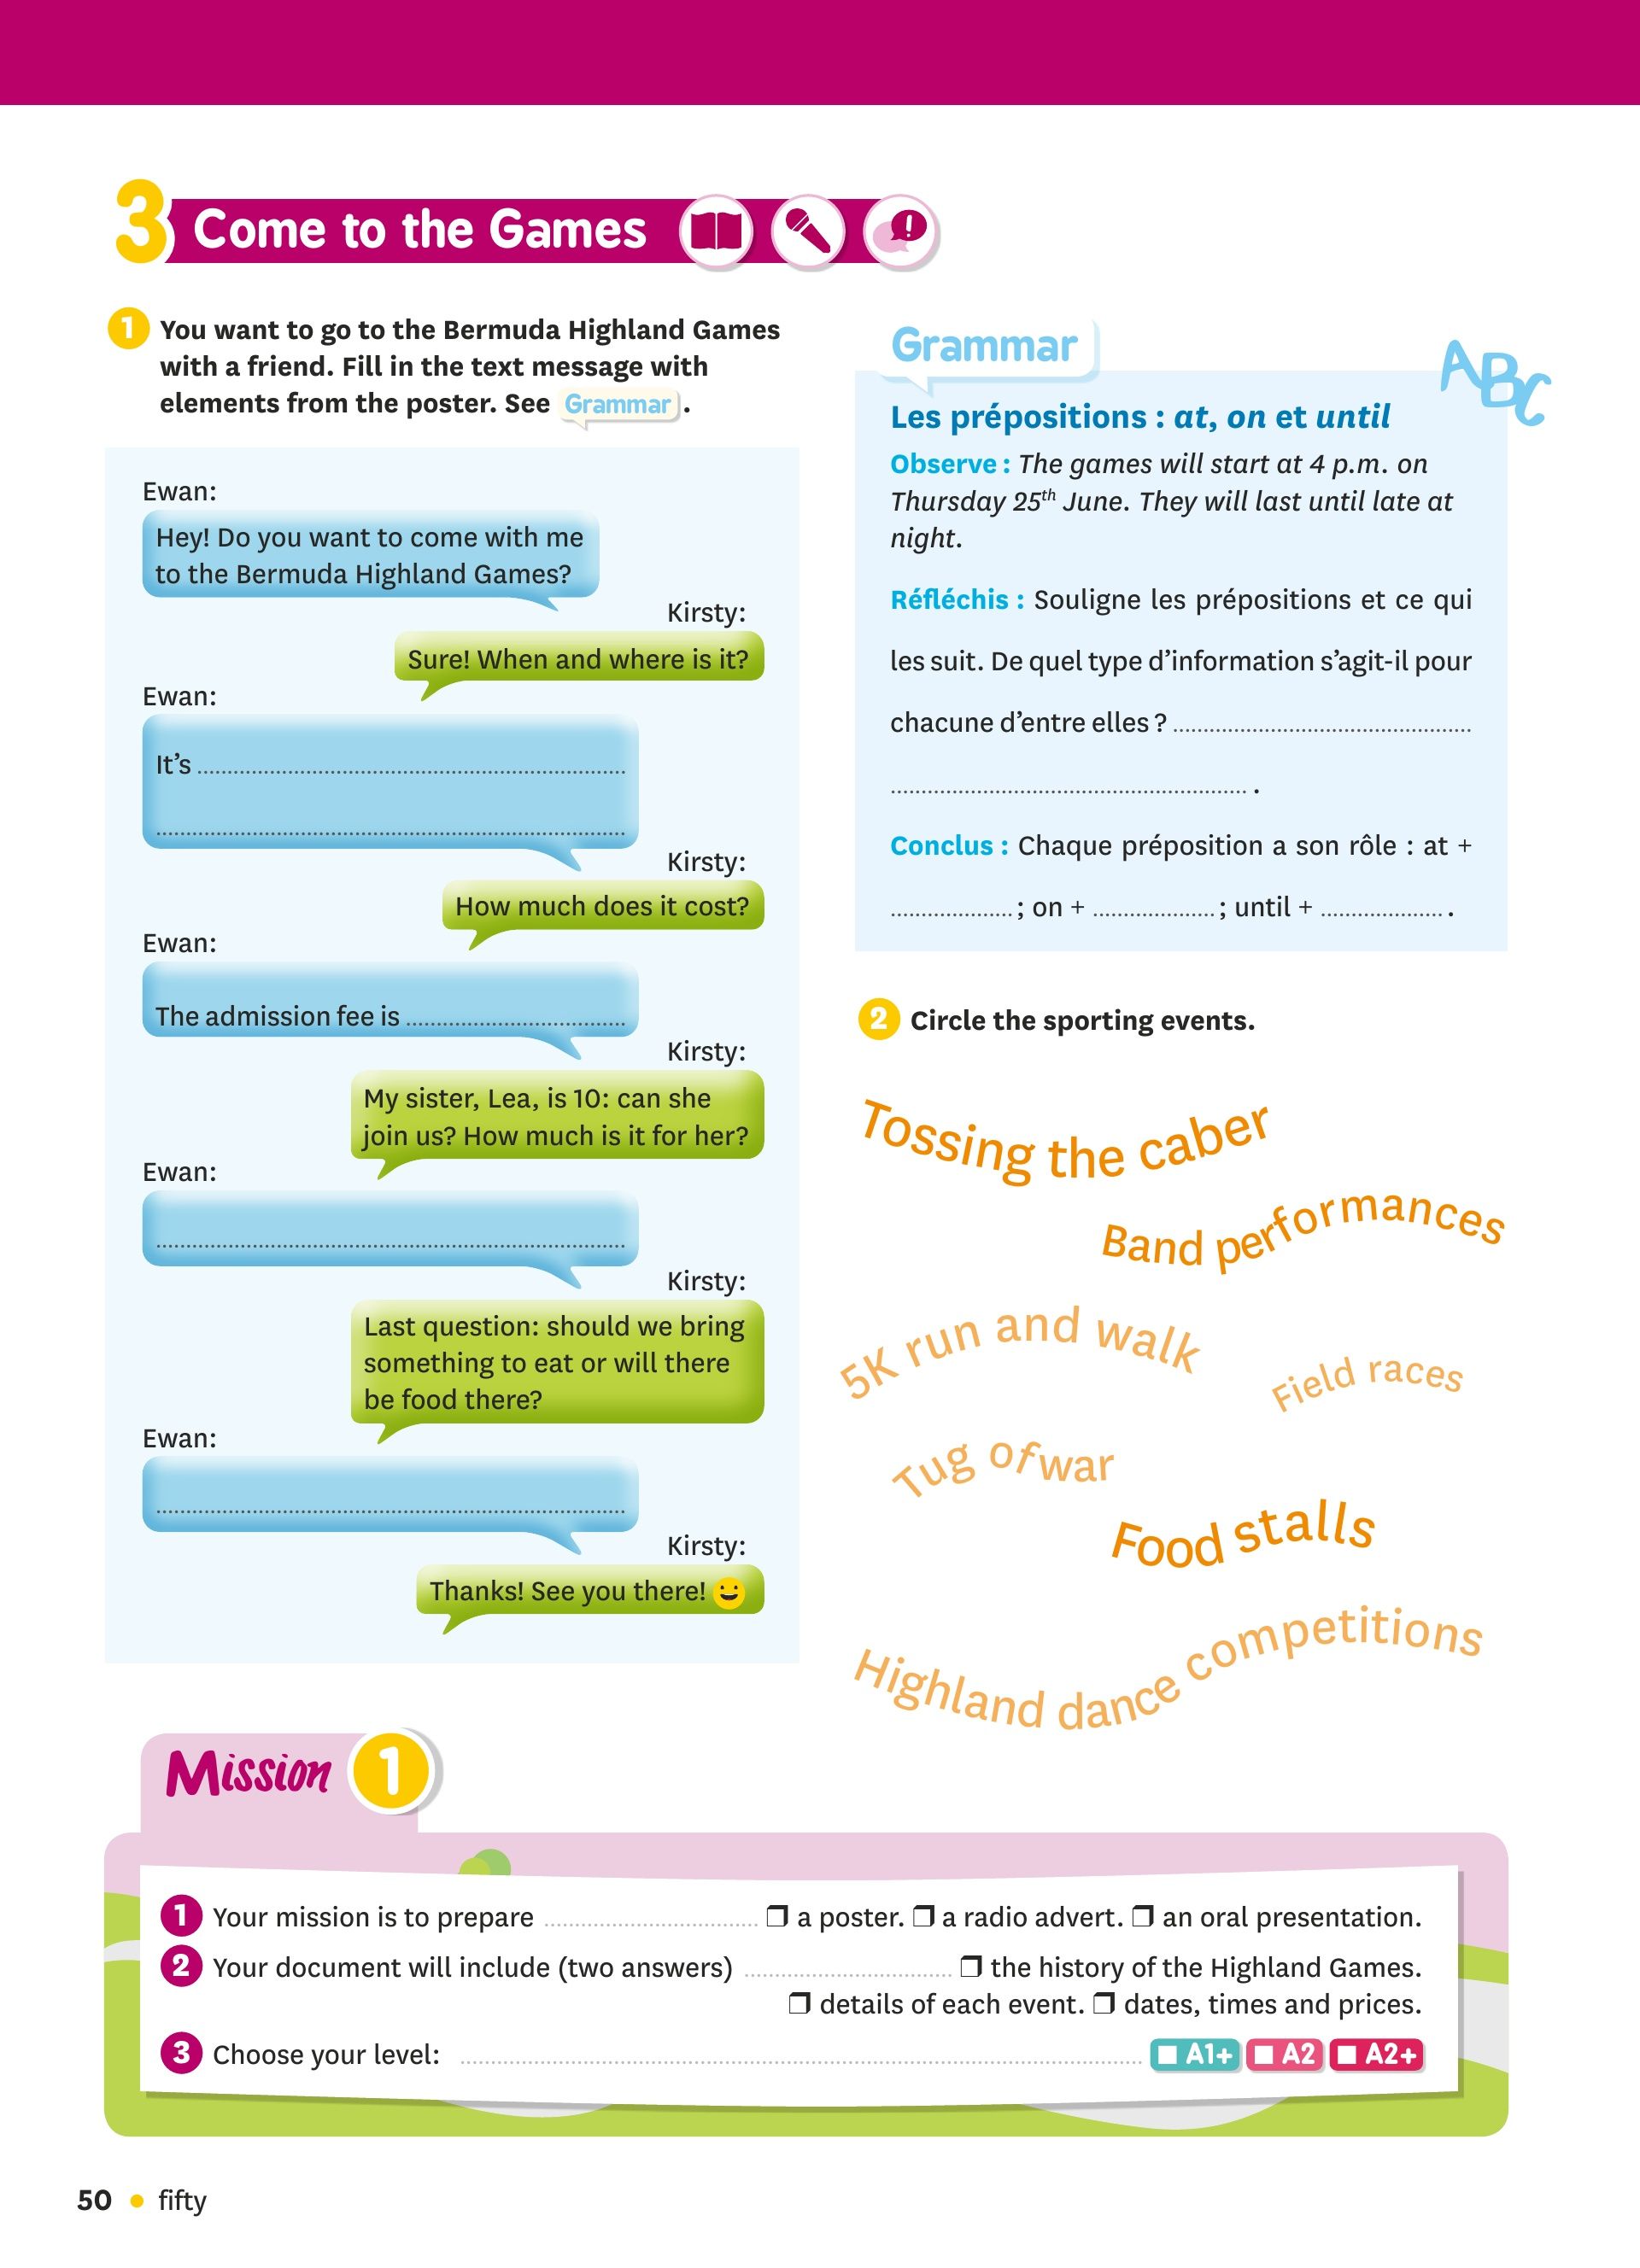 3 Come to the Games
1 You want to go to the Bermuda Highland Games
with a friend. Fill in the text message with
elements from the poster. See Grammar.
Ewan:
Hey! Do you want to come with me
to the Bermuda Highland Games?
Kirsty:
Sure! When and where is it?
Ewan:
It's ....................
....................
Kirsty:
How much does it cost?
Ewan:
The admission fee is ....................
Kirsty:
My sister, Lea, is 10: can she
join us? How much is it for her?
Ewan:
....................
Kirsty:
Last question: should we bring
something to eat or will there
be food there?
Ewan:
....................
Kirsty:
Thanks! See you there!
Grammar
ABC
Les prépositions : at, on et until
Observe : The games will start at 4 p.m. on
Thursday 25th June. They will last until late at
night.
Réfléchis : Souligne les prépositions et ce qui
les suit. De quel type d'information s'agit-il pour
chacune d'entre elles ? ....................
.................... .
Conclus : Chaque préposition a son rôle : at +
.................... ; on + .................... ; until + .................... .
2 Circle the sporting events.
Tossing the caber
Band performances
5K run and walk
Field races
Tug of war
Food stalls
Highland dance competitions
Mission 1
1 Your mission is to prepare .................... ❒ a poster. ❒ a radio advert. ❒ an oral presentation.
2 Your document will include (two answers) .................... ❒ the history of the Highland Games.
❒ details of each event. ❒ dates, times and prices.
3 Choose your level: .................... ■ A1+ ■ A2 ■ A2+
50 • fifty